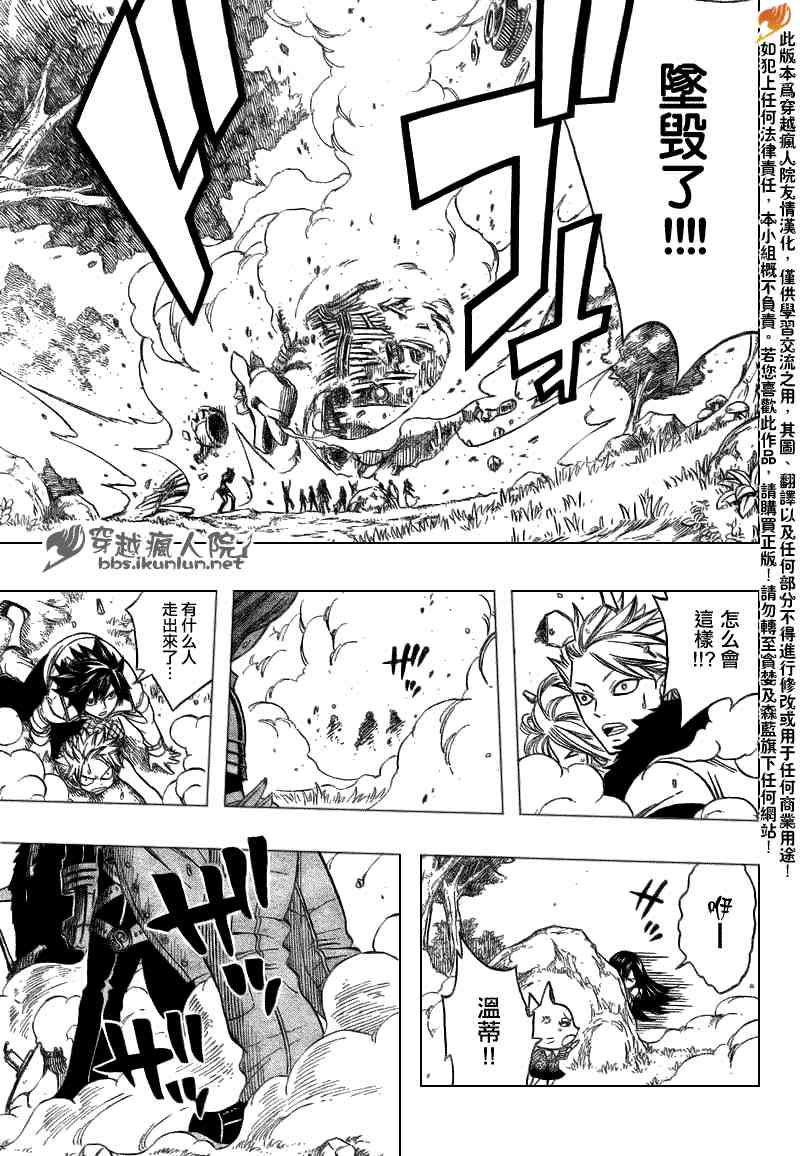 墜毀了!!!!
怎么會
這樣!!?
有什么人
走出來了…
咿ー
溫蒂!!
穿越瘋人院
bbs.ikunlun.net
此版本爲穿越瘋人院友情漢化，僅供學習交流之用，其圖、翻譯以及任何部分不得進行修改或用于任何商業用途！
如犯上任何法律責任，本小組概不負責。若您喜歡此作品，請購買正版！請勿轉至貪婪及森藍旗下任何網站！